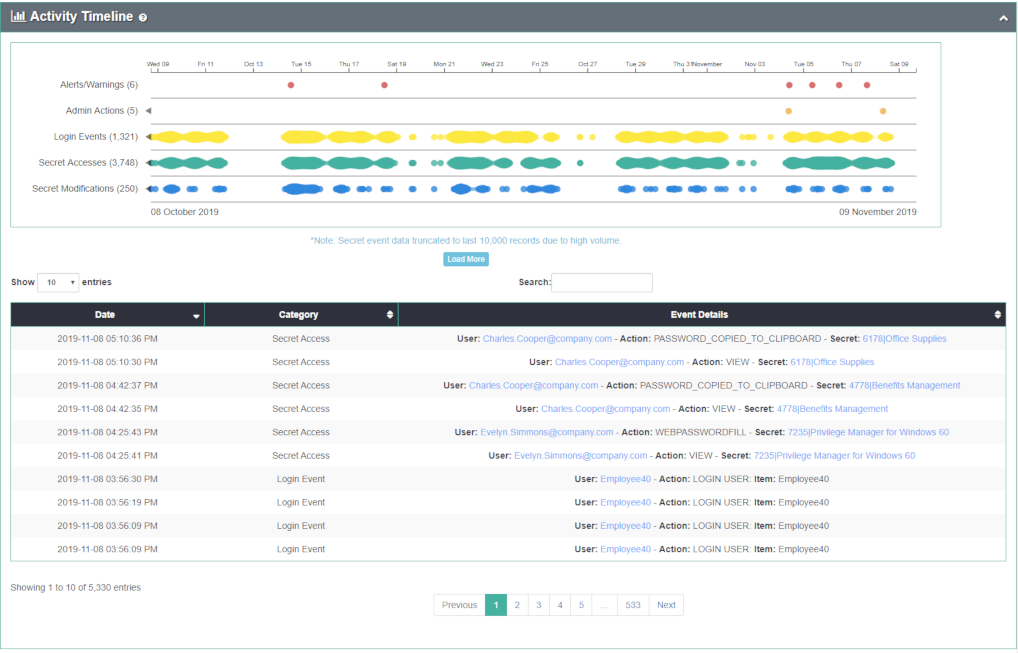 Activity Timeline ?
Wed 09 Fri 11 Oct 13 Tue 15 Thu 17 Sat 19 Mon 21 Wed 23 Fri 25 Oct 27 Tue 29 Thu 31 November Nov 03 Tue 05 Thu 07 Sat 09
Alerts/Warnings (6)
Admin Actions (5)
Login Events (1,321)
Secret Accesses (3,748)
Secret Modifications (250)
08 October 2019 09 November 2019
*Note: Secret event data truncated to last 10,000 records due to high volume.
Load More
Show 10 entries Search:
Date Category Event Details
2019-11-08 05:10:36 PM Secret Access User: Charles.Cooper@company.com - Action: PASSWORD_COPIED_TO_CLIPBOARD - Secret: 6178|Office Supplies
2019-11-08 05:10:30 PM Secret Access User: Charles.Cooper@company.com - Action: VIEW - Secret: 6178|Office Supplies
2019-11-08 04:42:37 PM Secret Access User: Charles.Cooper@company.com - Action: PASSWORD_COPIED_TO_CLIPBOARD - Secret: 4778|Benefits Management
2019-11-08 04:42:35 PM Secret Access User: Charles.Cooper@company.com - Action: VIEW - Secret: 4778|Benefits Management
2019-11-08 04:25:43 PM Secret Access User: Evelyn.Simmons@company.com - Action: WEBPASSWORDFILL - Secret: 7235|Privilege Manager for Windows 60
2019-11-08 04:25:41 PM Secret Access User: Evelyn.Simmons@company.com - Action: VIEW - Secret: 7235|Privilege Manager for Windows 60
2019-11-08 03:56:30 PM Login Event User: Employee40 - Action: LOGIN USER: Item: Employee40
2019-11-08 03:56:19 PM Login Event User: Employee40 - Action: LOGIN USER: Item: Employee40
2019-11-08 03:56:09 PM Login Event User: Employee40 - Action: LOGIN USER: Item: Employee40
2019-11-08 03:56:09 PM Login Event User: Employee40 - Action: LOGIN USER: Item: Employee40
Showing 1 to 10 of 5,330 entries
Previous 1 2 3 4 5 ... 533 Next